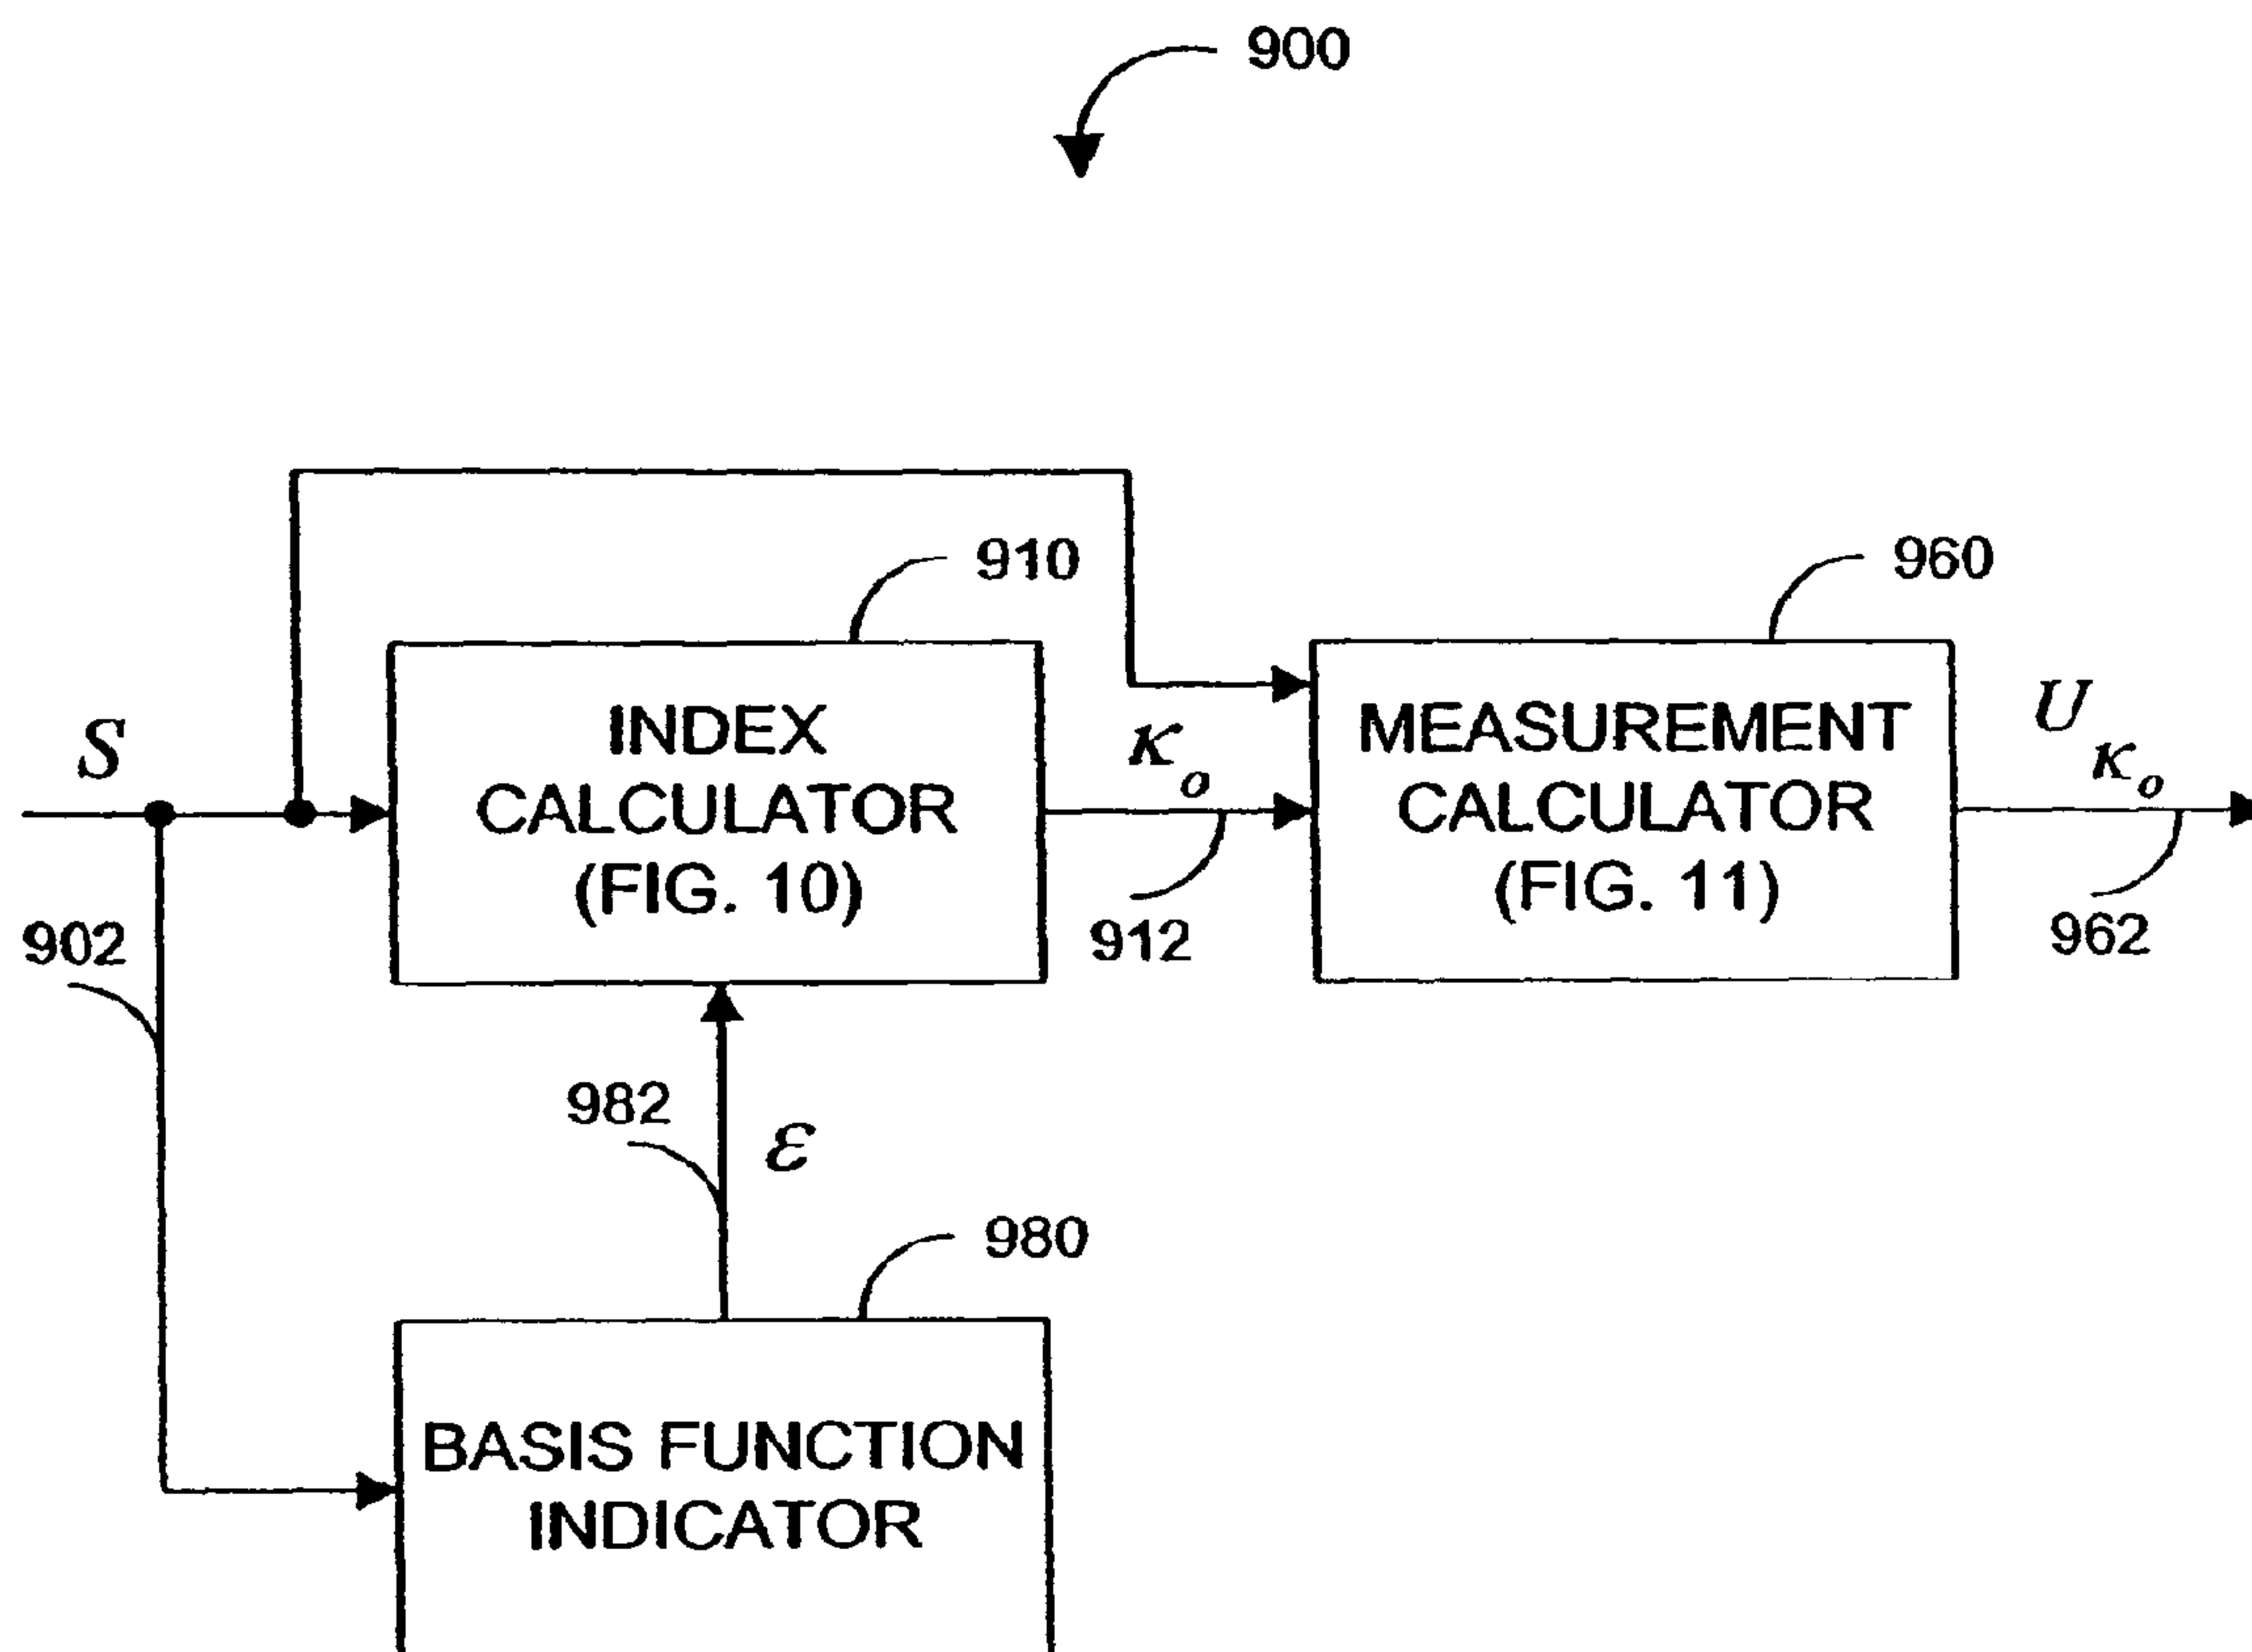 900
910
960
S
INDEX
CALCULATOR
(FIG. 10)
κo
MEASUREMENT
CALCULATOR
(FIG. 11)
Uκo
902
912
962
982
ε
980
BASIS FUNCTION
INDICATOR